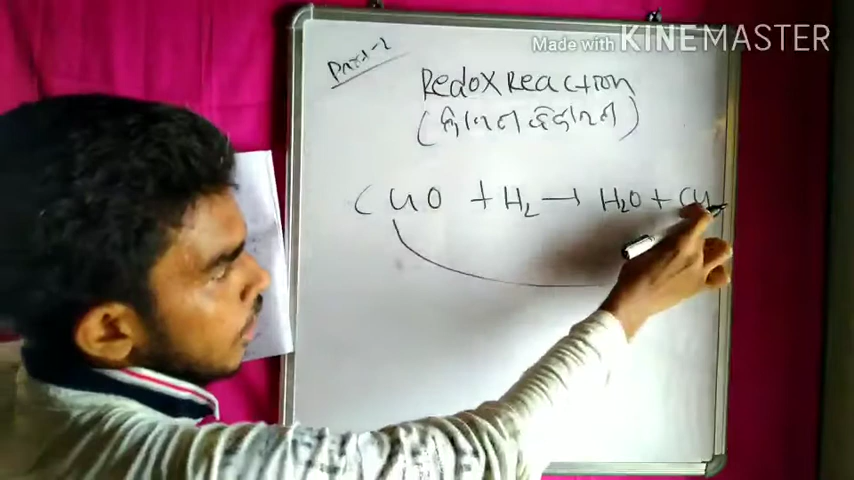 Made with KINEMASTER
Part-2
Redox Reaction
CuO + H₂ → H₂O + Cu